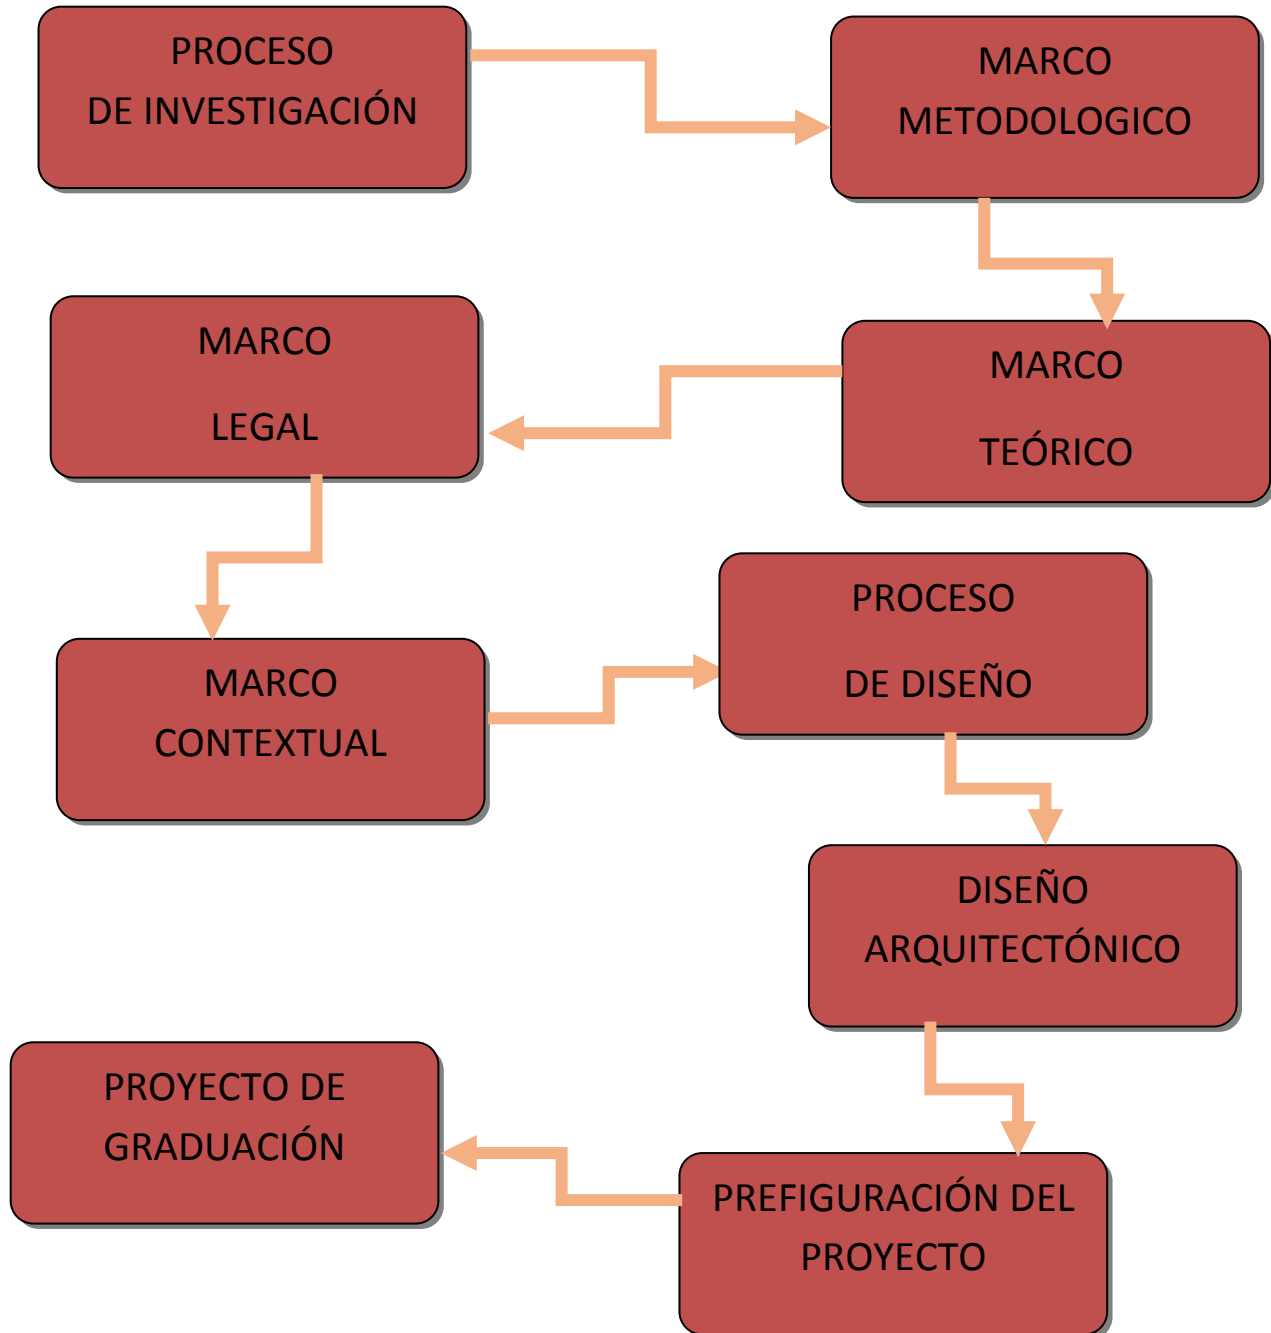 PROCESO
DE INVESTIGACIÓN
MARCO
METODOLOGICO
MARCO
TEÓRICO
MARCO
LEGAL
MARCO
CONTEXTUAL
PROCESO
DE DISEÑO
DISEÑO
ARQUITECTÓNICO
PREFIGURACIÓN DEL
PROYECTO
PROYECTO DE
GRADUACIÓN